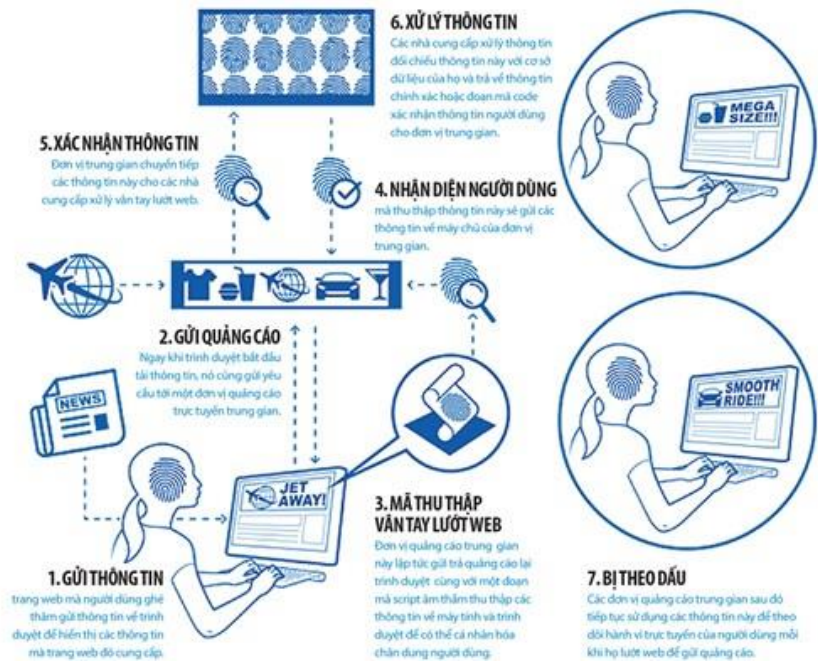 6. XỬ LÝ THÔNG TIN
Các nhà cung cấp xử lý thông tin
đối chiếu thông tin này với cơ sở
dữ liệu của họ và trả về thông tin
chính xác hoặc đoạn mã code
xác nhận thông tin người dùng
cho đơn vị trung gian.
MEGA
SIZE!!!
5. XÁC NHẬN THÔNG TIN
Đơn vị trung gian chuyển tiếp
các thông tin này cho các nhà
cung cấp xử lý vân tay lướt web.
4. NHẬN DIỆN NGƯỜI DÙNG
mã thu thập thông tin này sẽ gửi các
thông tin về máy chủ của đơn vị
trung gian.
2. GỬI QUẢNG CÁO
Ngay khi trình duyệt bắt đầu
tải thông tin, nó cũng gửi yêu
cầu tới một đơn vị quảng cáo
trực tuyến trung gian.
NEWS
JET
AWAY!
SMOOTH
RIDE!!!
1. GỬI THÔNG TIN
trang web mà người dùng ghé
thăm gửi thông tin về trình
duyệt để hiển thị các thông tin
mà trang web đó cung cấp.
3. MÃ THU THẬP
VÂN TAY LƯỚT WEB
Đơn vị quảng cáo trung gian
này lập tức gửi trả quảng cáo lại
trình duyệt cùng với một đoạn
mã script âm thầm thu thập các
thông tin về máy tính và trình
duyệt để có thể cá nhân hóa
chân dung người dùng.
7. BỊ THEO DẤU
Các đơn vị quảng cáo trung gian sau đó
tiếp tục sử dụng các thông tin này để theo
dõi hành vi trực tuyến của người dùng mỗi
khi họ lướt web để gửi quảng cáo.